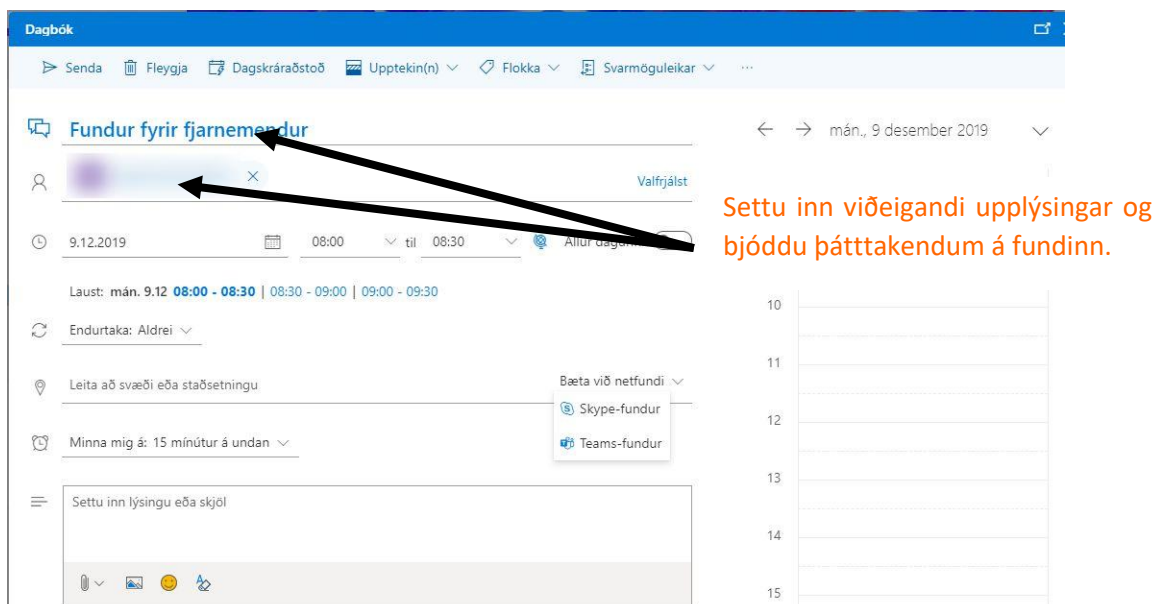 Dagbók
Senda Fleygja Dagskráraðstoð Upptekin(n) Flokka Svarmöguleikar ...
Fundur fyrir fjarnemendur
mán., 9 desember 2019
Valfrjálst
Settu inn viðeigandi upplýsingar og
bjóddu þátttakendum á fundinn.
9.12.2019 08:00 til 08:30 Allur
Laust: mán. 9.12 08:00 - 08:30 | 08:30 - 09:00 | 09:00 - 09:30
Endurtaka: Aldrei
Leita að svæði eða staðsetningu
Bæta við netfundi
Skype-fundur
Teams-fundur
Minna mig á: 15 mínútur á undan
Settu inn lýsingu eða skjöl
10
11
12
13
14
15